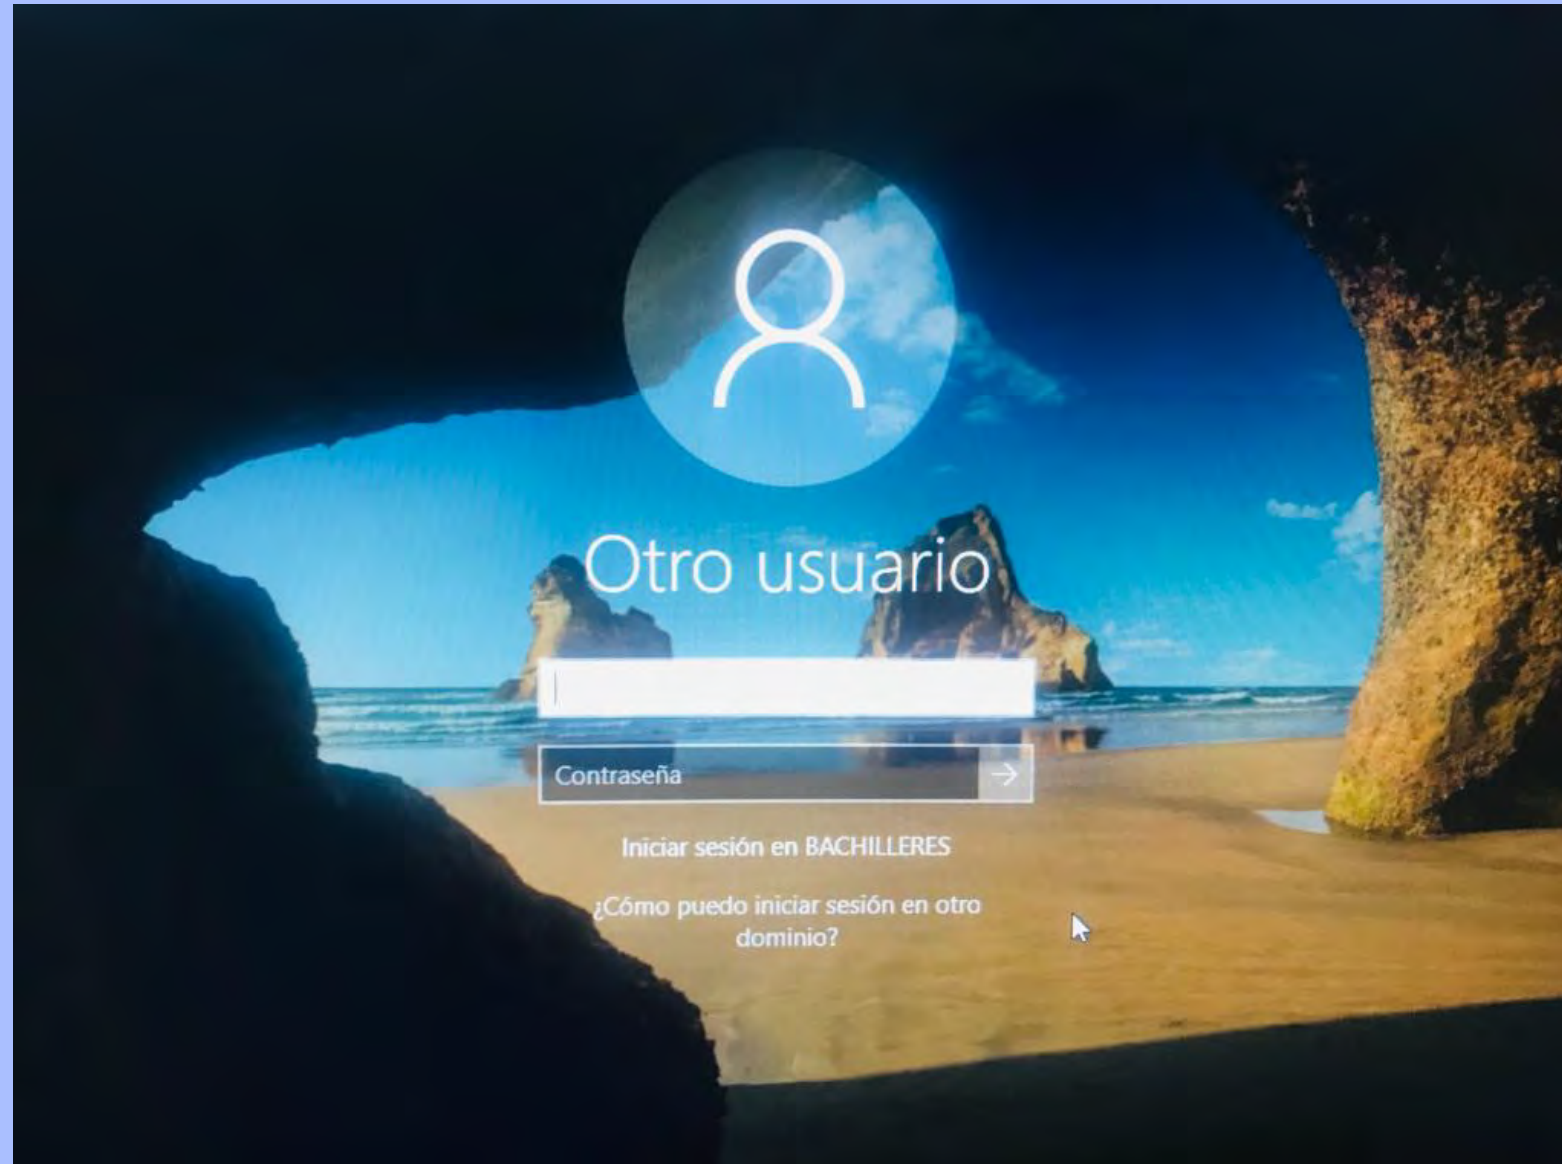 Otro usuario
Contraseña
Iniciar sesión en BACHILLERES
¿Cómo puedo iniciar sesión en otro
dominio?